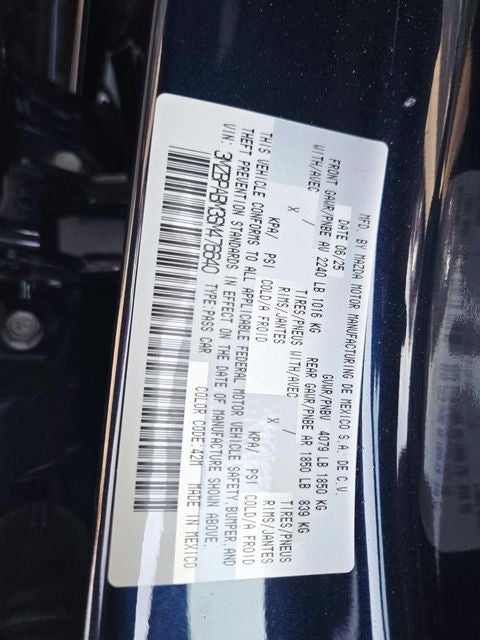 MFD. BY MAZDA MOTOR MANUFACTURING DE MEXICO S.A. DE C.V.
DATE 06/25 GVWR/PNBV 4079 LB 1850 KG
FRONT GAWR/PNBE AV 2240 LB 1016 KG REAR GAWR/PNBE AR 1850 LB 839 KG
WITH/AVEC / TIRES/PNEUS WITH/AVEC / TIRES/PNEUS
X RIMS/JANTES X RIMS/JANTES
KPA/ PSI COLD/A FROID KPA/ PSI COLD/A FROID
THIS VEHICLE CONFORMS TO ALL APPLICABLE FEDERAL MOTOR VEHICLE SAFETY BUMPER, AND
THEFT PREVENTION STANDARDS IN EFFECT ON THE DATE OF MANUFACTURE SHOWN ABOVE.
VIN: TYPE:PASS CAR COLOR CODE:42M MADE IN MEXICO